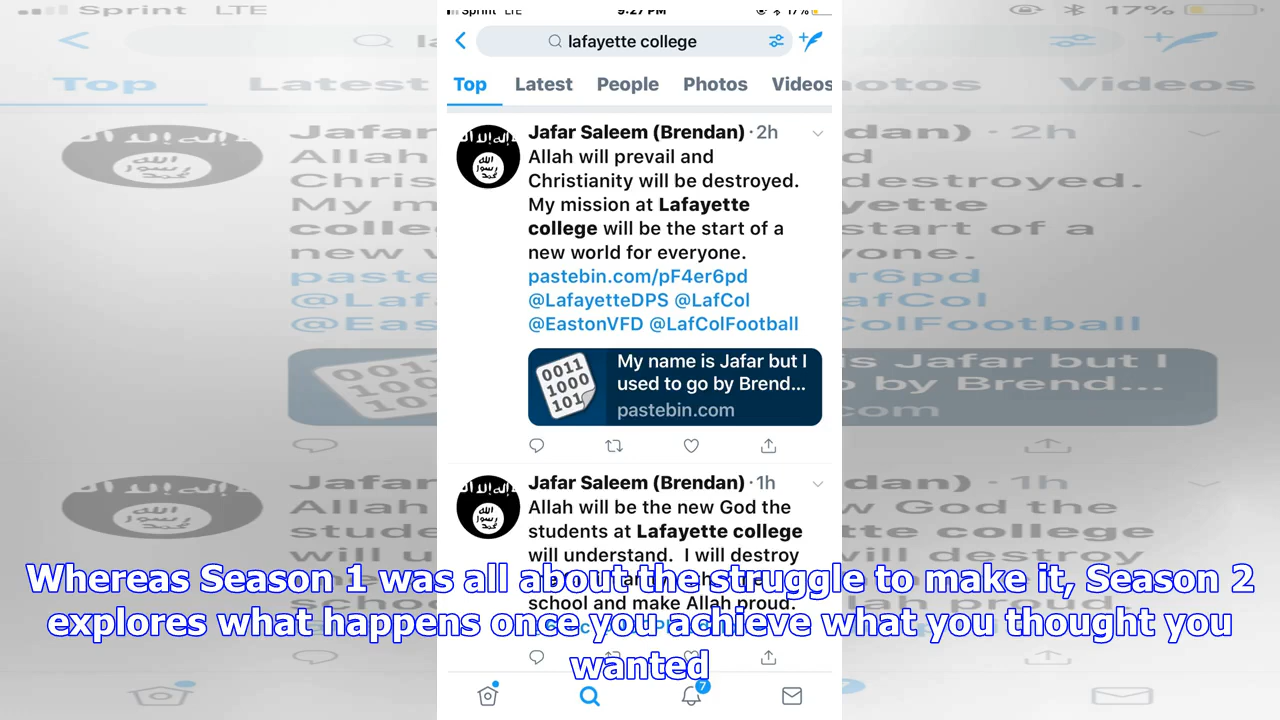 Sprint LTE
9:27 PM
17%
lafayette college
Top Latest People Photos Videos
Jafar Saleem (Brendan) · 2h
Allah will prevail and
Christianity will be destroyed.
My mission at Lafayette
college will be the start of a
new world for everyone.
pastebin.com/pF4er6pd
@LafayetteDPS @LafCol
@EastonVFD @LafColFootball
0011
1000
101
My name is Jafar but I
used to go by Brend...
pastebin.com
Jafar Saleem (Brendan) · 1h
Allah will be the new God the
students at Lafayette college
will understand. I will destroy
school and make Allah proud.
7
Whereas Season 1 was all about the struggle to make it, Season 2
explores what happens once you achieve what you thought you
wanted